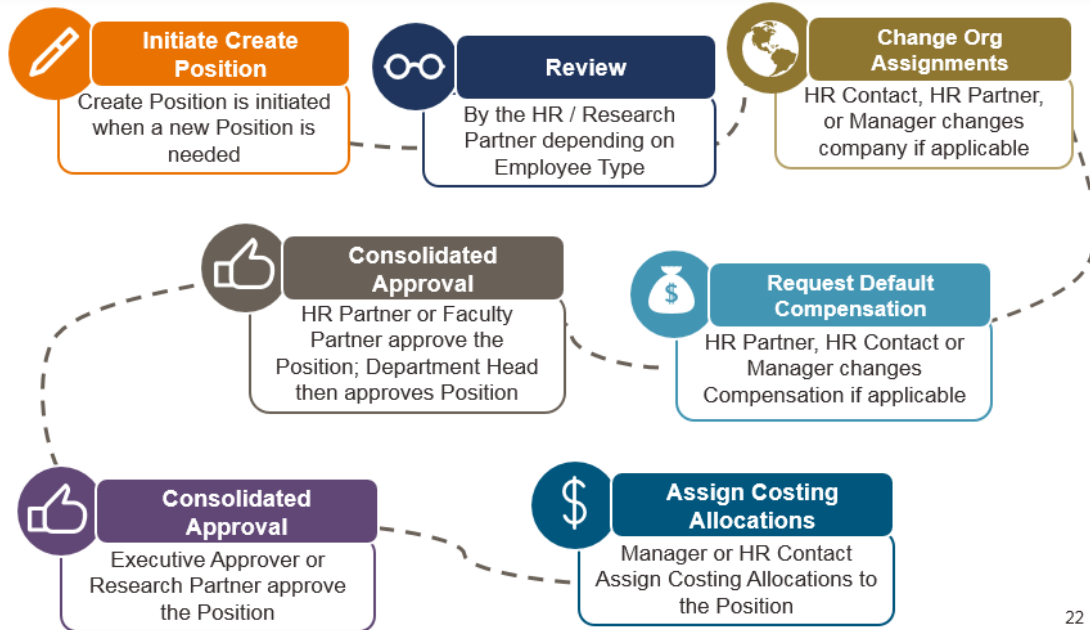 Initiate Create
Position
Create Position is initiated
when a new Position is
needed
Review
By the HR / Research
Partner depending on
Employee Type
Change Org
Assignments
HR Contact, HR Partner,
or Manager changes
company if applicable
$
Request Default
Compensation
HR Partner, HR Contact or
Manager changes
Compensation if applicable
Consolidated
Approval
HR Partner or Faculty
Partner approve the
Position; Department Head
then approves Position
Consolidated
Approval
Executive Approver or
Research Partner approve
the Position
$
Assign Costing
Allocations
Manager or HR Contact
Assign Costing Allocations to
the Position
22